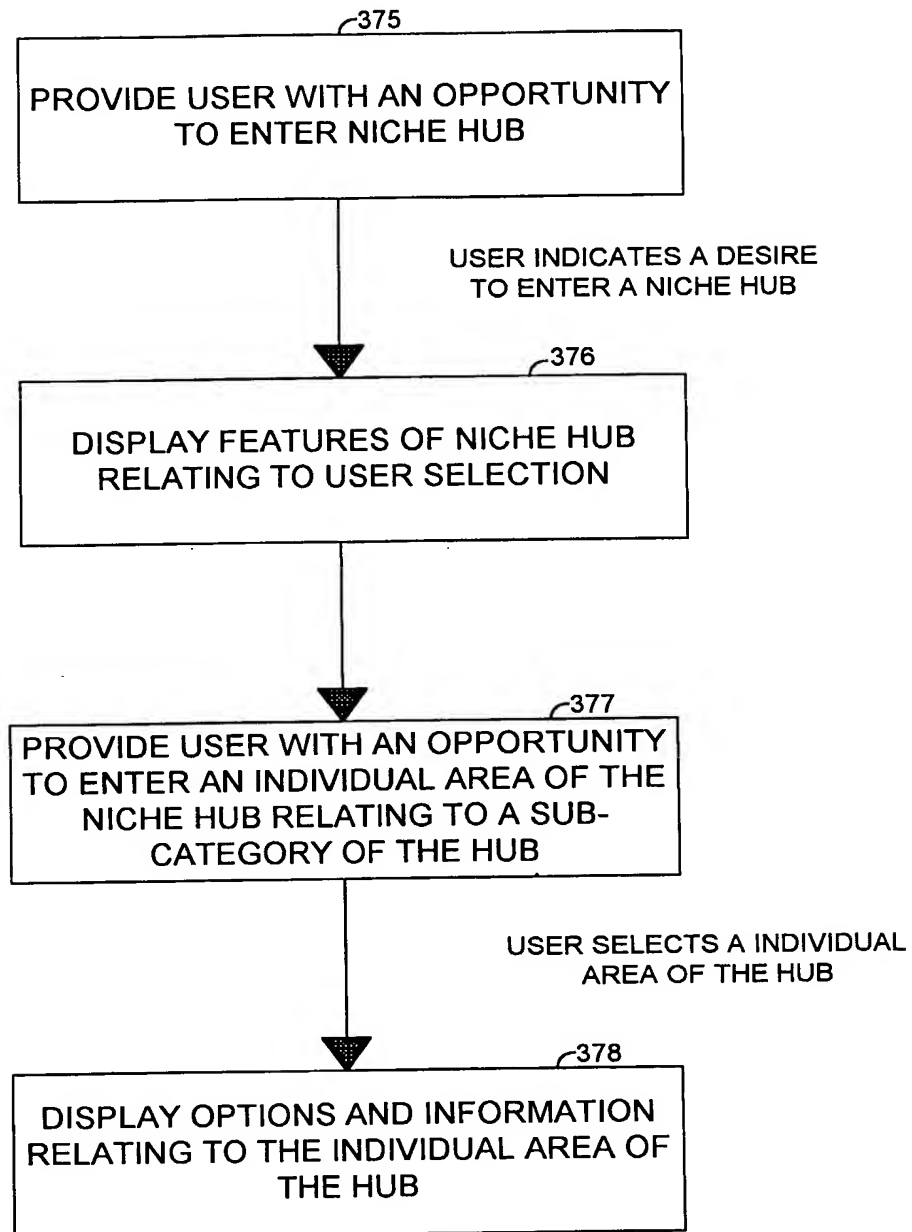 375
PROVIDE USER WITH AN OPPORTUNITY
TO ENTER NICHE HUB
USER INDICATES A DESIRE
TO ENTER A NICHE HUB
376
DISPLAY FEATURES OF NICHE HUB
RELATING TO USER SELECTION
377
PROVIDE USER WITH AN OPPORTUNITY
TO ENTER AN INDIVIDUAL AREA OF THE
NICHE HUB RELATING TO A SUB-
CATEGORY OF THE HUB
USER SELECTS A INDIVIDUAL
AREA OF THE HUB
378
DISPLAY OPTIONS AND INFORMATION
RELATING TO THE INDIVIDUAL AREA OF
THE HUB